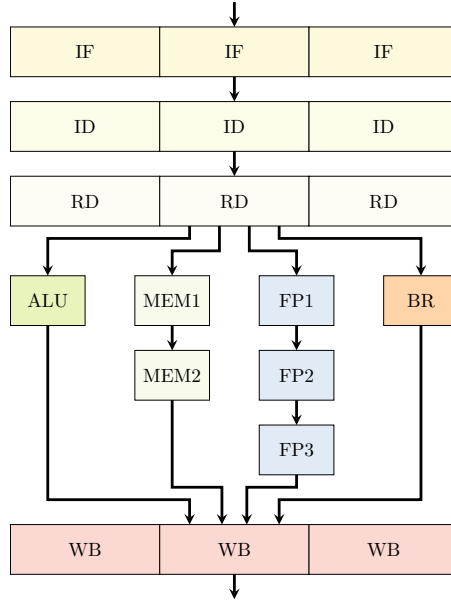 IF IF IF
ID ID ID
RD RD RD
ALU MEM1 FP1 BR
MEM2 FP2
FP3
WB WB WB